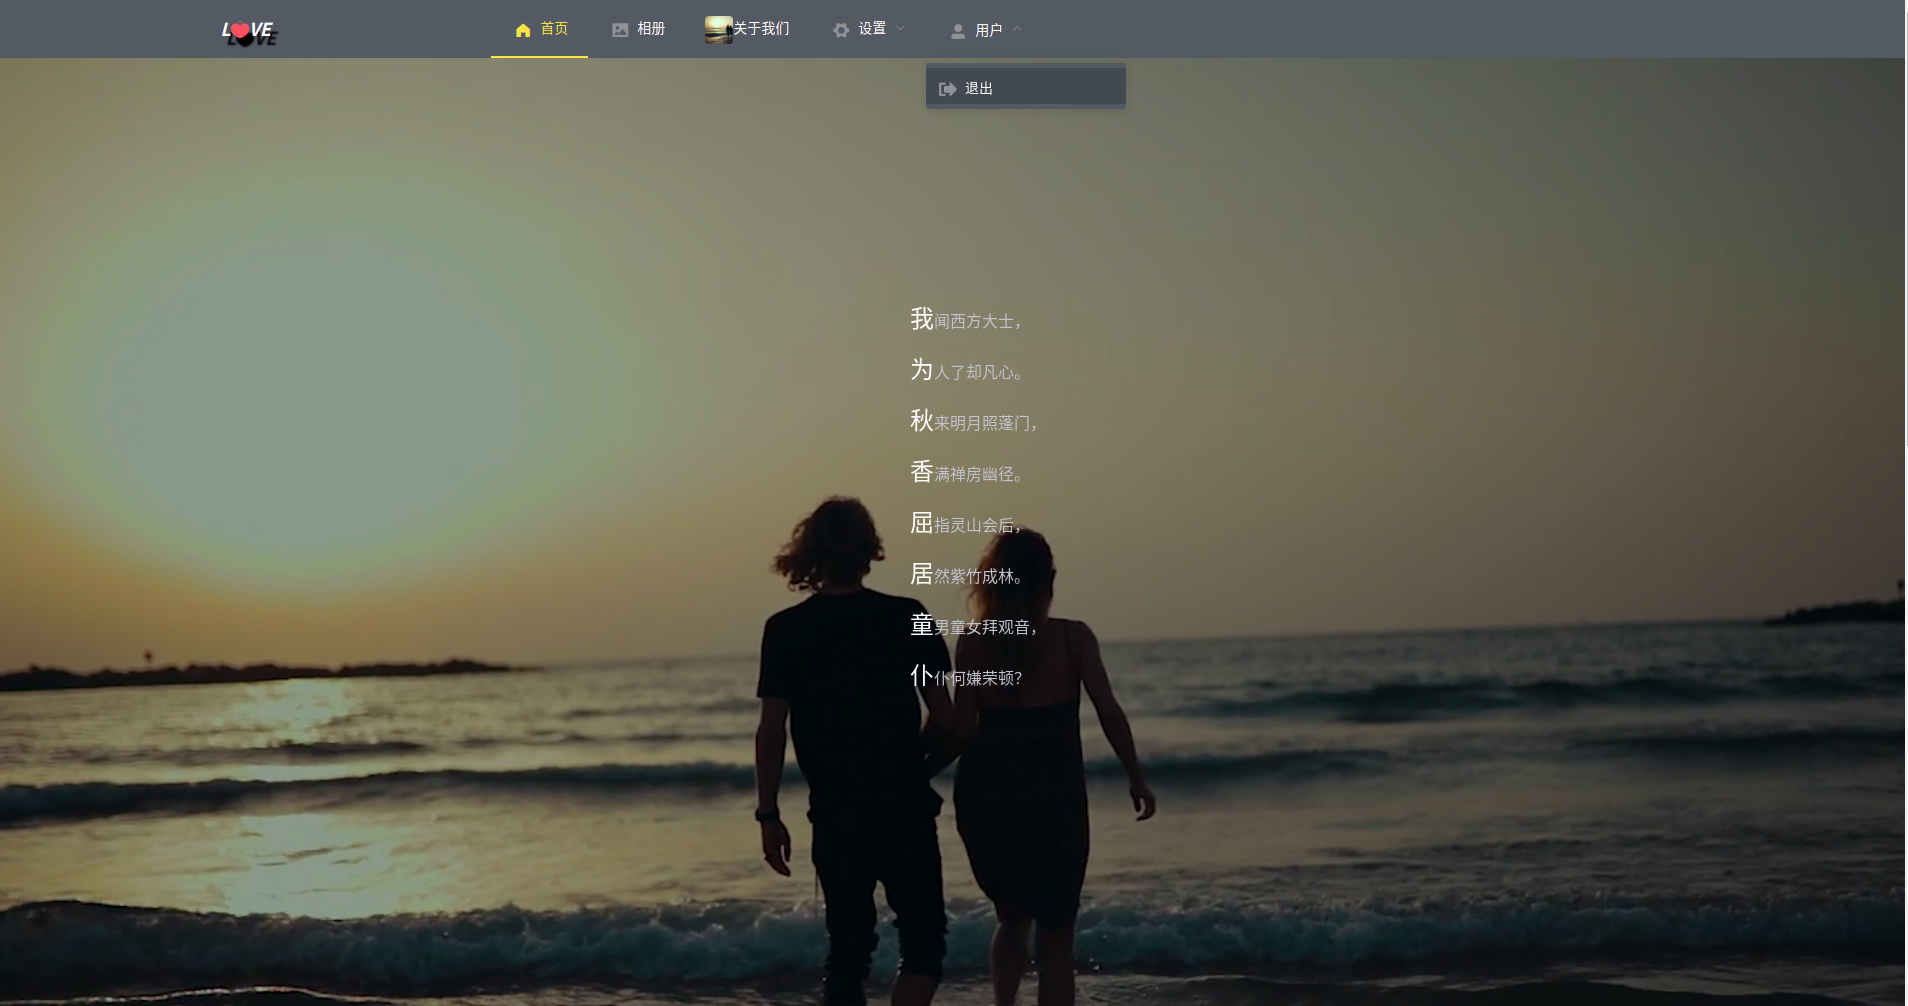 LOVE
首页
相册
关于我们
设置
用户
退出
我闻西方大士，
为人了却凡心。
秋来明月照蓬门，
香满禅房幽径。
屈指灵山会后，
居然紫竹成林。
童男童女拜观音，
仆仆何嫌荣顿？